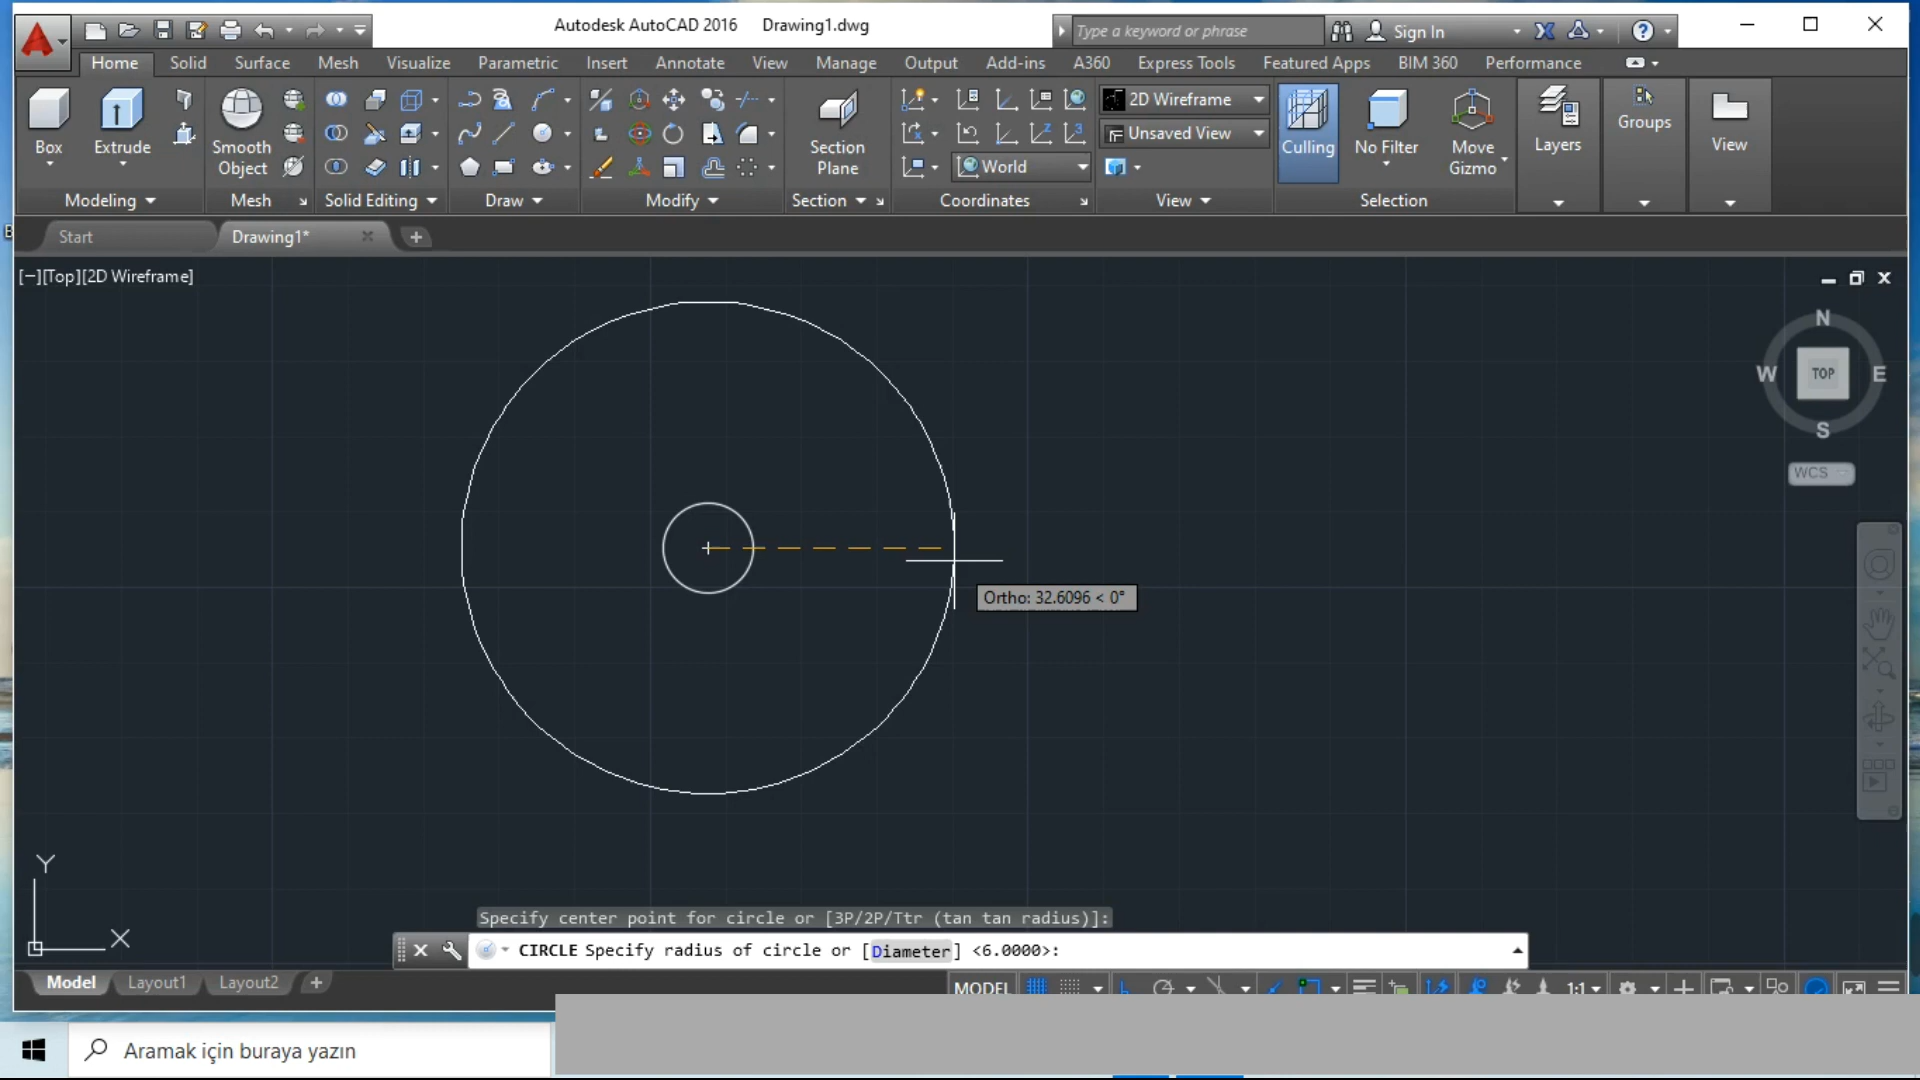 Autodesk AutoCAD 2016 Drawing1.dwg
Type a keyword or phrase
Sign In
Home Solid Surface Mesh Visualize Parametric Insert Annotate View Manage Output Add-ins A360 Express Tools Featured Apps BIM 360 Performance
2D Wireframe
Unsaved View
World
Box
Extrude
Smooth Object
Section Plane
Culling
No Filter
Move Gizmo
Layers
Groups
View
Modeling Mesh Solid Editing Draw Modify Section Coordinates View Selection
Start Drawing1*
[−][Top][2D Wireframe]
N
W TOP E
S
WCS
Ortho: 32.6096 < 0°
Y
X
Specify center point for circle or [3P/2P/Ttr (tan tan radius)]:
CIRCLE Specify radius of circle or [Diameter] <6.0000>:
Model Layout1 Layout2
MODEL 1:1
Aramak için buraya yazın